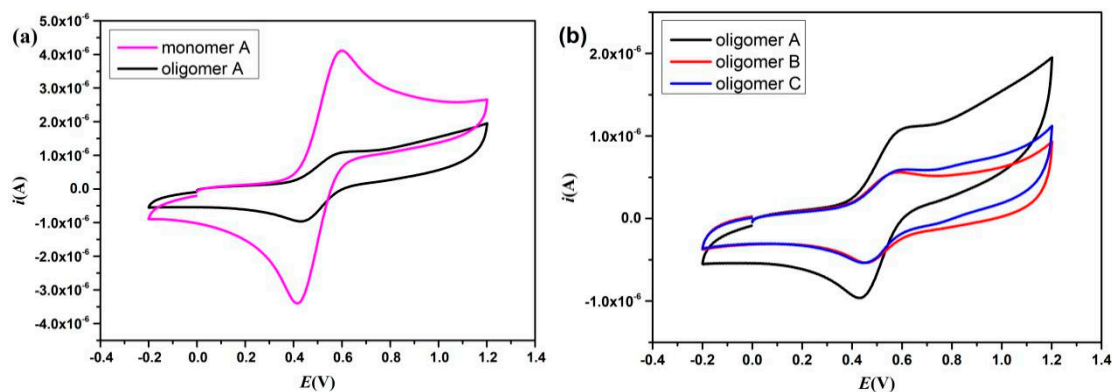 (a)
monomer A
oligomer A
5.0x10⁻⁶
4.0x10⁻⁶
3.0x10⁻⁶
2.0x10⁻⁶
1.0x10⁻⁶
0.0
-1.0x10⁻⁶
-2.0x10⁻⁶
-3.0x10⁻⁶
-4.0x10⁻⁶
i(A)
-0.4 -0.2 0.0 0.2 0.4 0.6 0.8 1.0 1.2 1.4
E(V)
(b)
oligomer A
oligomer B
oligomer C
2.0x10⁻⁶
1.0x10⁻⁶
0.0
-1.0x10⁻⁶
i(A)
-0.4 -0.2 0.0 0.2 0.4 0.6 0.8 1.0 1.2 1.4
E(V)